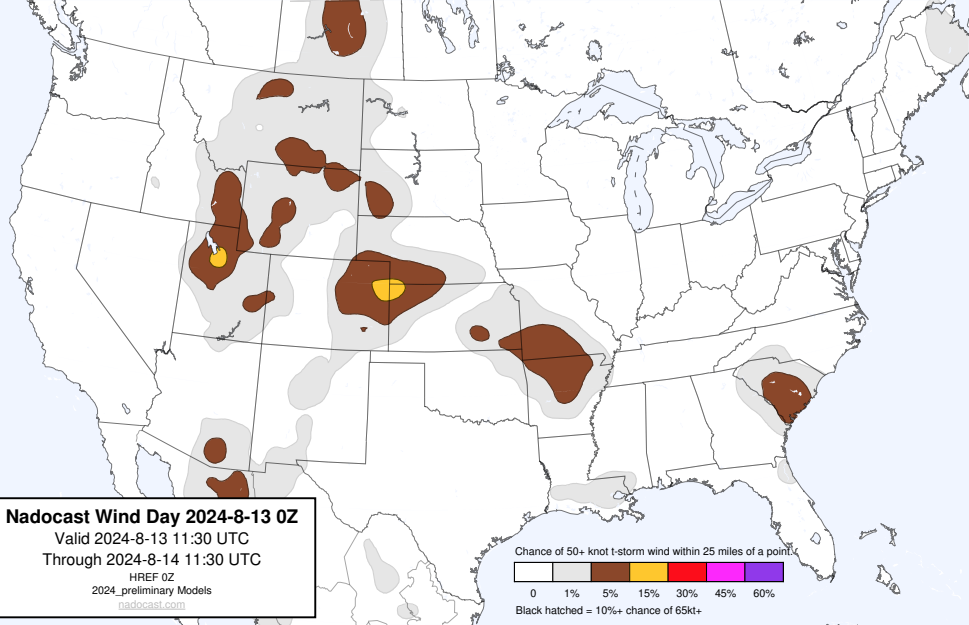 Nadocast Wind Day 2024-8-13 0Z
Valid 2024-8-13 11:30 UTC
Through 2024-8-14 11:30 UTC
HREF 0Z
2024_preliminary Models
nadocast.com
Chance of 50+ knot t-storm wind within 25 miles of a point.
0 1% 5% 15% 30% 45% 60%
Black hatched = 10%+ chance of 65kt+